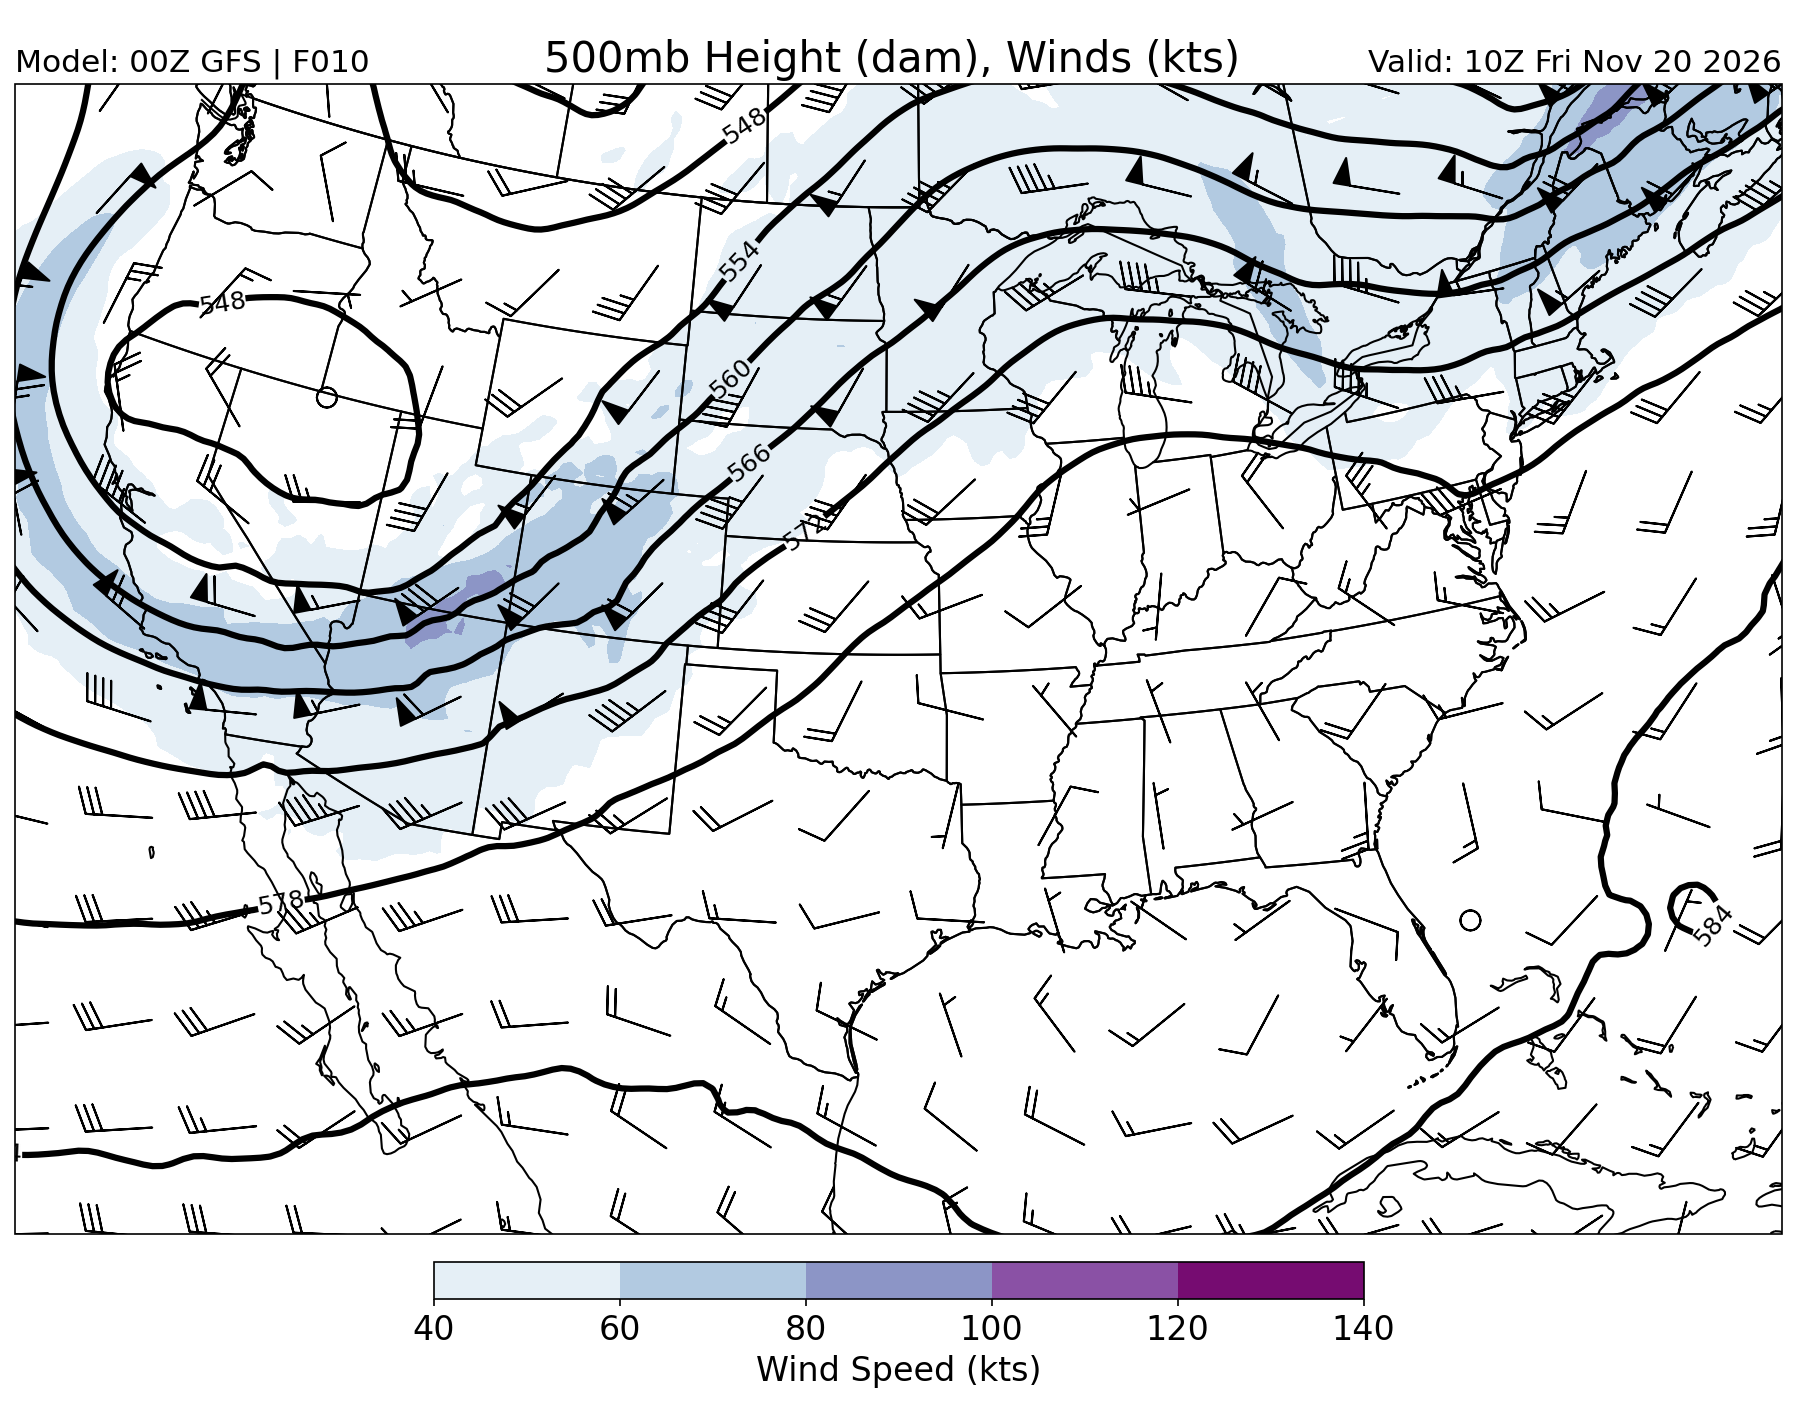 Model: 00Z GFS | F010
500mb Height (dam), Winds (kts)
Valid: 10Z Fri Nov 20 2026
548
554
548
560
566
578
584
40 60 80 100 120 140
Wind Speed (kts)